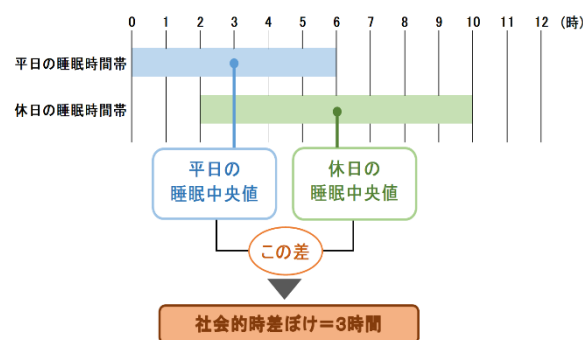 0 1 2 3 4 5 6 7 8 9 10 11 12 (時)
平日の睡眠時間帯
休日の睡眠時間帯
平日の
睡眠中央値
休日の
睡眠中央値
この差
社会的時差ぼけ＝3時間